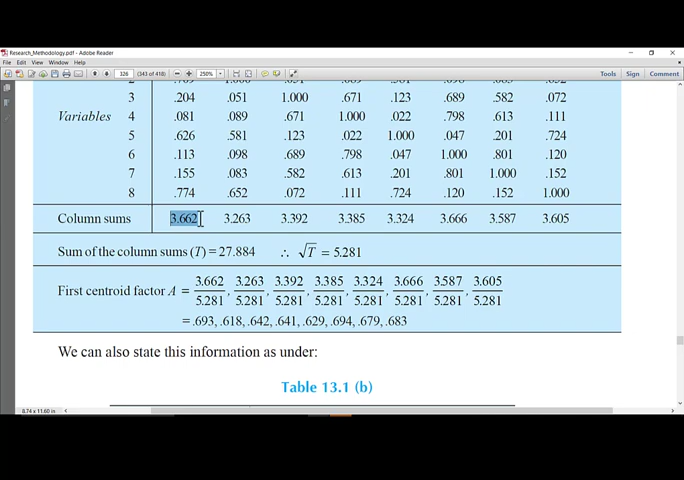 Research_Methodology.pdf - Adobe Reader
File Edit View Window Help
326 (343 of 418) 250% Tools Sign Comment
3 .204 .051 1.000 .671 .123 .689 .582 .072
Variables 4 .081 .089 .671 1.000 .022 .798 .613 .111
5 .626 .581 .123 .022 1.000 .047 .201 .724
6 .113 .098 .689 .798 .047 1.000 .801 .120
7 .155 .083 .582 .613 .201 .801 1.000 .152
8 .774 .652 .072 .111 .724 .120 .152 1.000
Column sums 3.662 3.263 3.392 3.385 3.324 3.666 3.587 3.605
Sum of the column sums (T) = 27.884 ∴ √T = 5.281
First centroid factor A = 3.662/5.281, 3.263/5.281, 3.392/5.281, 3.385/5.281, 3.324/5.281, 3.666/5.281, 3.587/5.281, 3.605/5.281
= .693, .618, .642, .641, .629, .694, .679, .683
We can also state this information as under:
Table 13.1 (b)
8.74 x 11.60 in